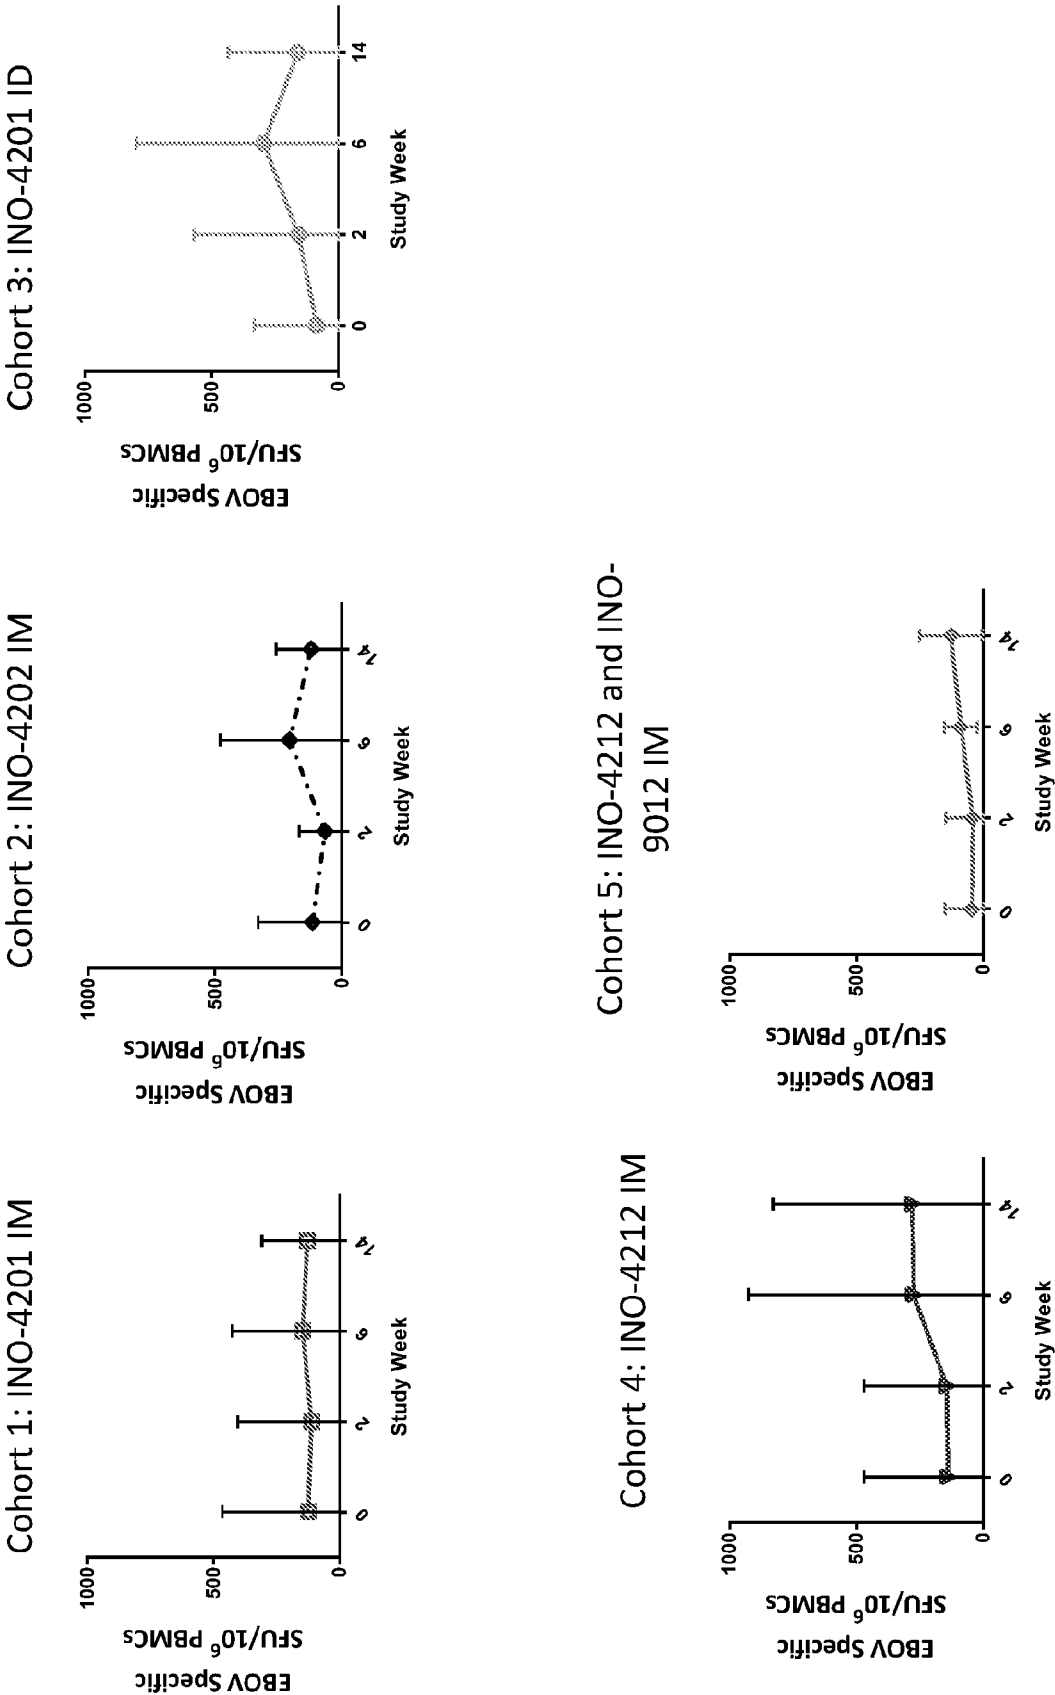 Cohort 1: INO-4201 IM
EBOV Specific
SFU/10⁶ PBMCs
1000
500
0
0
2
6
14
Study Week
Cohort 2: INO-4202 IM
EBOV Specific
SFU/10⁶ PBMCs
1000
500
0
0
2
6
14
Study Week
Cohort 3: INO-4201 ID
EBOV Specific
SFU/10⁶ PBMCs
1000
500
0
0
2
6
14
Study Week
Cohort 4: INO-4212 IM
EBOV Specific
SFU/10⁶ PBMCs
1000
500
0
0
2
6
14
Study Week
Cohort 5: INO-4212 and INO-
9012 IM
EBOV Specific
SFU/10⁶ PBMCs
1000
500
0
0
2
6
14
Study Week